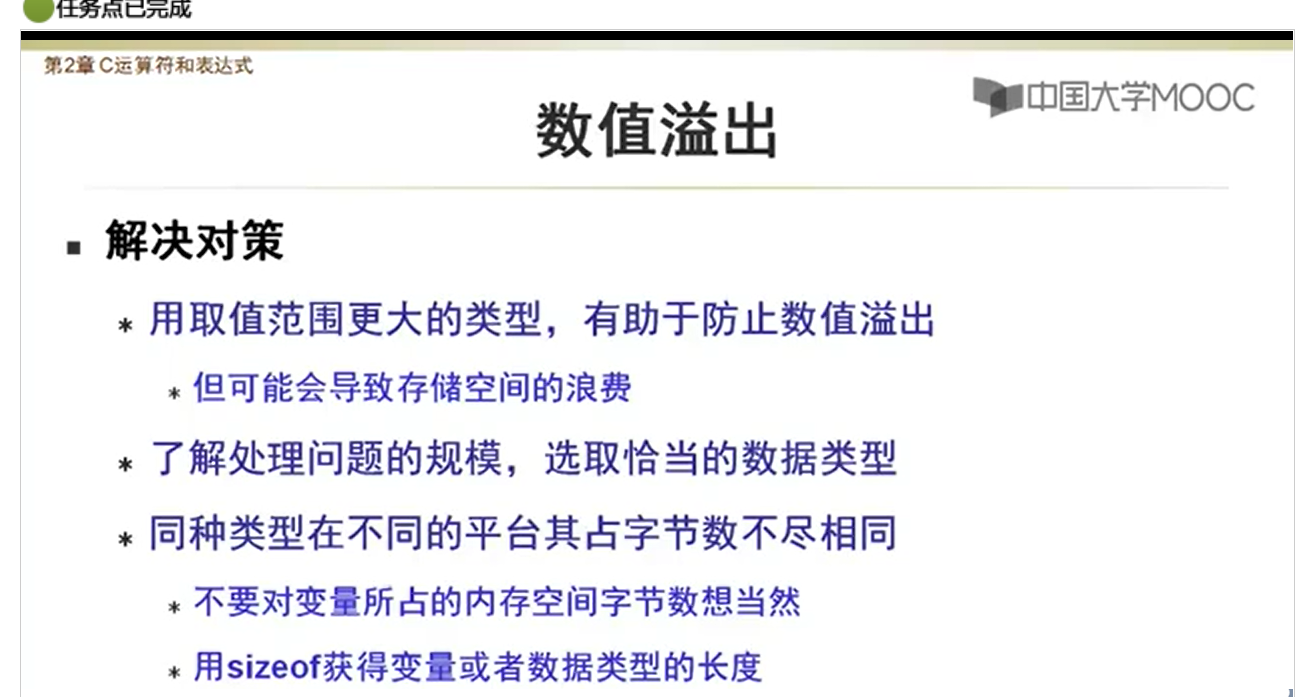 任务点已完成
第2章 C运算符和表达式
中国大学MOOC
数值溢出
▪ 解决对策
* 用取值范围更大的类型，有助于防止数值溢出
* 但可能会导致存储空间的浪费
* 了解处理问题的规模，选取恰当的数据类型
* 同种类型在不同的平台其占字节数不尽相同
* 不要对变量所占的内存空间字节数想当然
* 用sizeof获得变量或者数据类型的长度